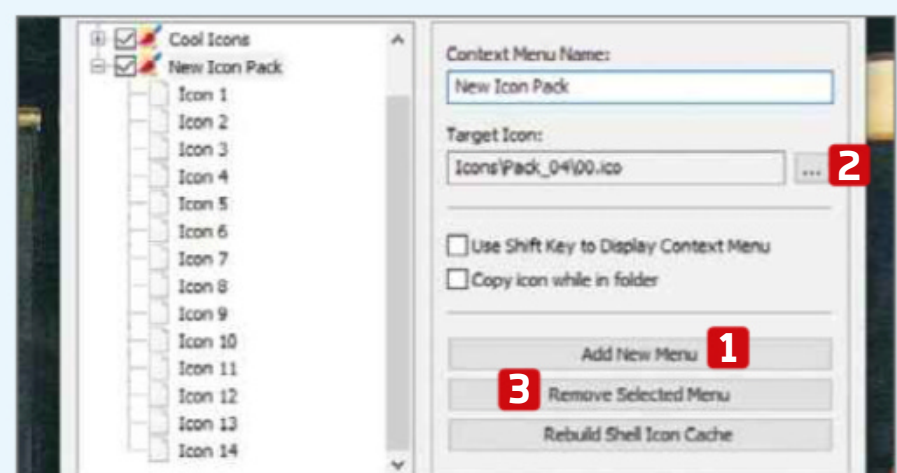 Cool Icons
New Icon Pack
Icon 1
Icon 2
Icon 3
Icon 4
Icon 5
Icon 6
Icon 7
Icon 8
Icon 9
Icon 10
Icon 11
Icon 12
Icon 13
Icon 14
Context Menu Name:
New Icon Pack
Target Icon:
Icons\Pack_04\00.ico
... 2
Use Shift Key to Display Context Menu
Copy icon while in folder
Add New Menu 1
3 Remove Selected Menu
Rebuild Shell Icon Cache